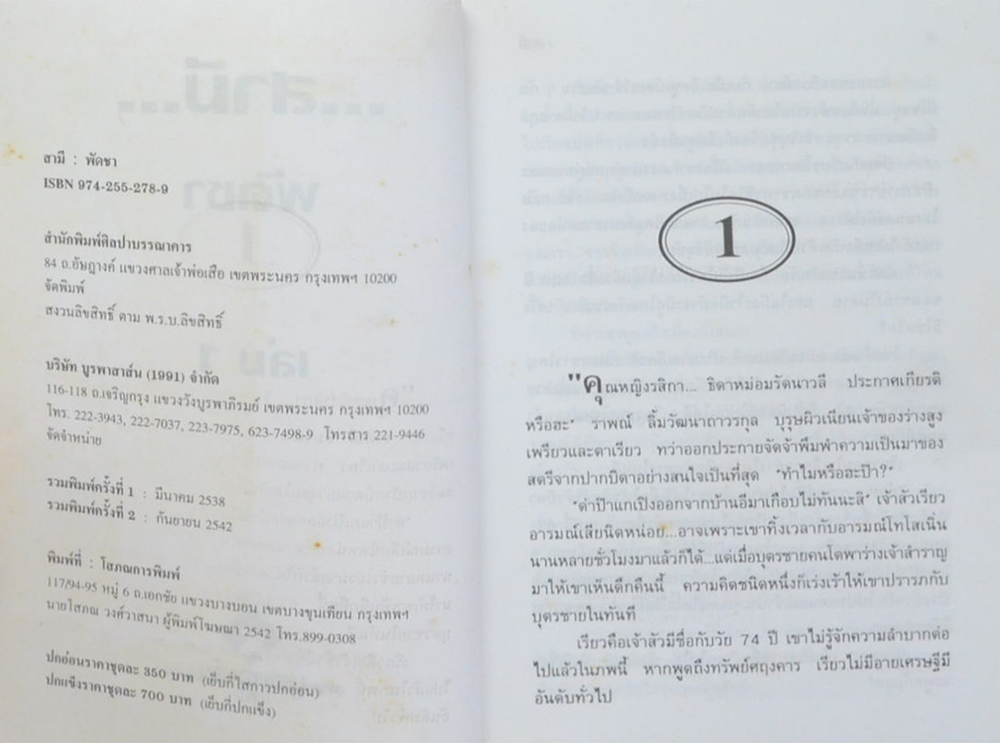 สามี : พัดชา
ISBN 974-255-278-9
สำนักพิมพ์ศิลปาบรรณาคาร
84 ถ.อัษฎางค์ แขวงศาลเจ้าพ่อเสือ เขตพระนคร กรุงเทพฯ 10200
จัดพิมพ์
สงวนลิขสิทธิ์ ตาม พ.ร.บ.ลิขสิทธิ์
บริษัท บูรพาสาส์น (1991) จำกัด
116-118 ถ.เจริญกรุง แขวงวังบูรพาภิรมย์ เขตพระนคร กรุงเทพฯ 10200
โทร. 222-3943, 222-7037, 223-7975, 623-7498-9 โทรสาร 221-9446
จัดจำหน่าย
รวมพิมพ์ครั้งที่ 1 : มีนาคม 2538
รวมพิมพ์ครั้งที่ 2 : กันยายน 2542
พิมพ์ที่ : โสภณการพิมพ์
117/94-95 หมู่ 6 ถ.เอกชัย แขวงบางบอน เขตบางขุนเทียน กรุงเทพฯ
นายโสภณ วงศ์วาสนา ผู้พิมพ์โฆษณา 2542 โทร.899-0308
ปกอ่อนราคาชุดละ 350 บาท (เย็บกี่ไสกาวปกอ่อน)
ปกแข็งราคาชุดละ 700 บาท (เย็บกี่ปกแข็ง)
1
"คุณหญิงรสิกา... ธิดาหม่อมรัตนาวลี ประกาศเกียรติ
หรือฮะ" ราพณ์ ลิ้มวัฒนาถาวรกุล บุรุษผิวเนียนเจ้าของร่างสูง
เพรียวและตาเรียว ทว่าออกประกายจัดจ้าพึมพำความเป็นมาของ
สตรีจากปากบิดาอย่างสนใจเป็นที่สุด "ทำไมหรือฮะป๊า?"
"ถ้าป๊าแกเปิงออกจากบ้านอีมาเกือบไม่ทันนะสิ" เจ้าสัวเรียว
อารมณ์เสียนิดหน่อย...อาจเพราะเขาทิ้งเวลากับอารมณ์โทโสเนิ่น
นานหลายชั่วโมงมาแล้วก็ได้...แต่เมื่อบุตรชายคนโตพาร่างเจ้าสำราญ
มาให้เขาเห็นดึกดื่นนี้ ความคิดชนิดหนึ่งก็เร่งเร้าให้เขาปรารภกับ
บุตรชายในทันที
เรียวคือเจ้าสัวมีชื่อกับวัย 74 ปี เขาไม่รู้จักความลำบากต่อ
ไปแล้วในภพนี้ หากพูดถึงทรัพย์ศฤงคาร เรียวไม่มีอายเศรษฐีมี
อันดับทั่วไป